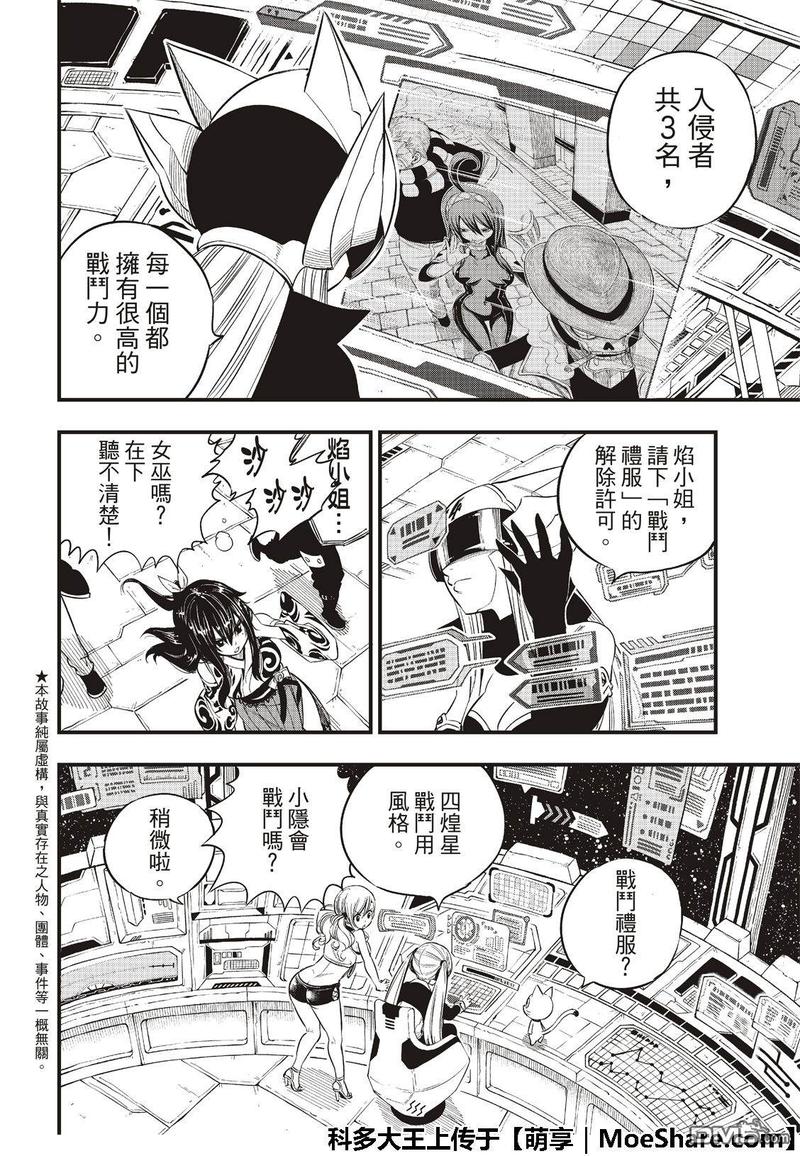 入侵者
共3名，
每一個都
擁有很高的
戰鬥力。
焰小姐，
請下「戰鬥
禮服」的
解除許可。
焰小姐…
沙
沙
沙
女巫嗎？
在下
聽不清楚！
戰鬥禮服？
四煌星
戰鬥用
風格。
小隱會
戰鬥嗎？
稍微啦。
★本故事純屬虛構，與真實存在之人物、團體、事件等一概無關。
科多大王上传于【萌享｜MoeShare.com】